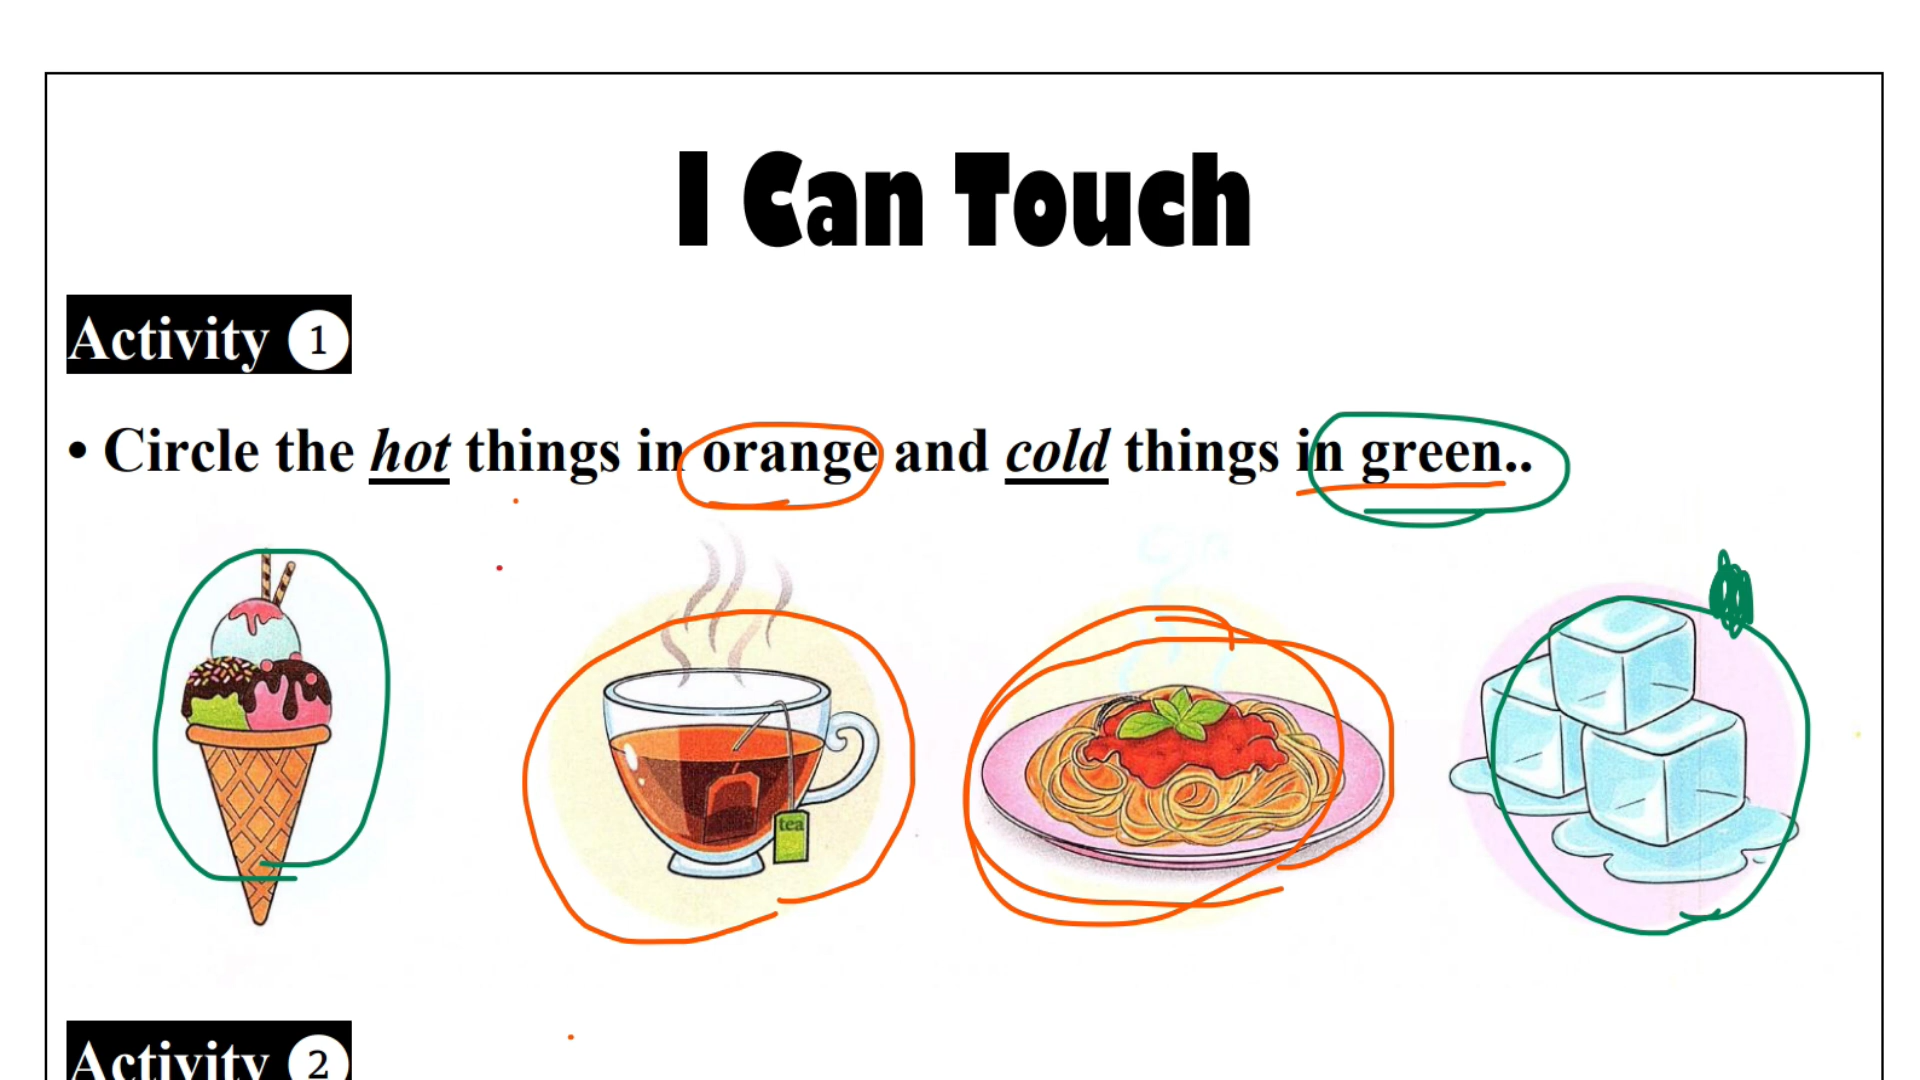 I Can Touch
Activity 1
• Circle the hot things in orange and cold things in green..
tea
Activity 2